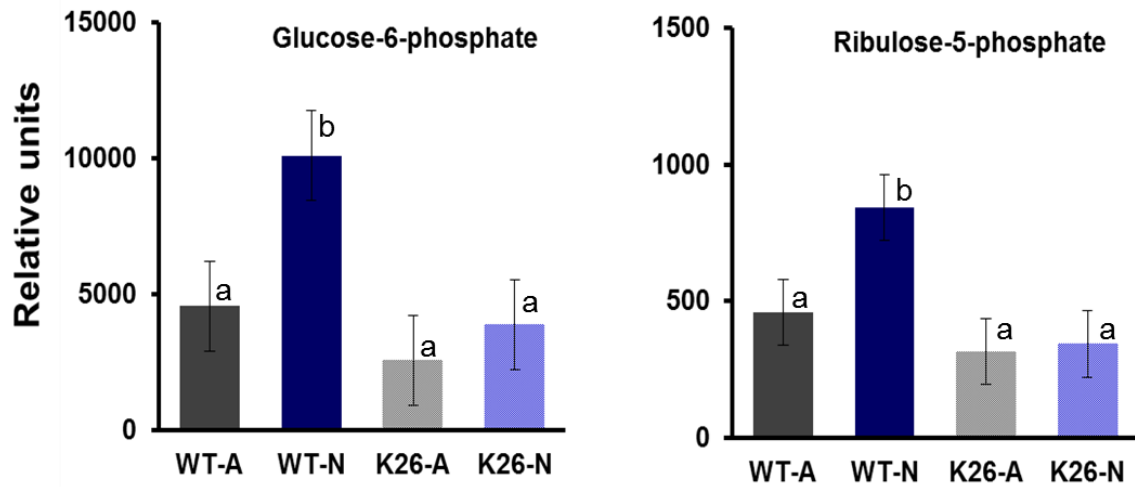 Relative units
Glucose-6-phosphate
15000
10000
5000
0
a
b
a
a
WT-A WT-N K26-A K26-N
Ribulose-5-phosphate
1500
1000
500
0
a
b
a
a
WT-A WT-N K26-A K26-N